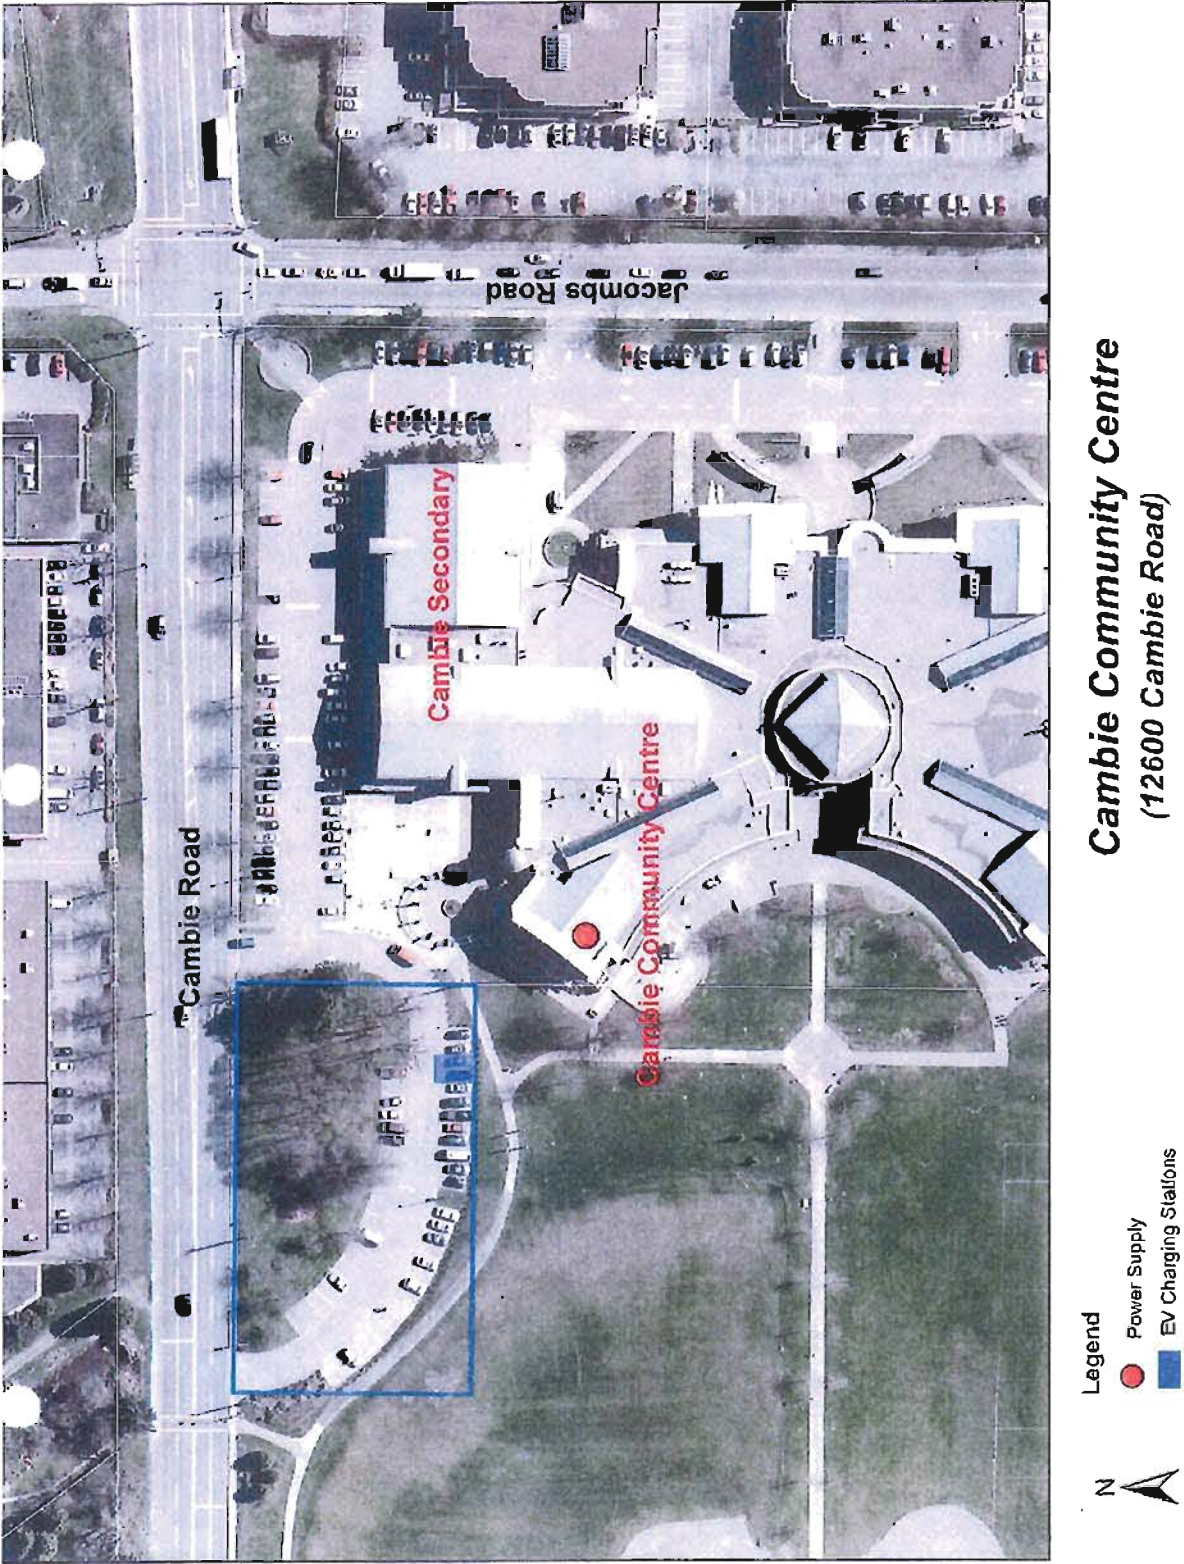 Cambie Road
Jacombs Road
Cambie Secondary
Cambie Community Centre
Cambie Community Centre
(12600 Cambie Road)
Legend
Power Supply
EV Charging Stations
N